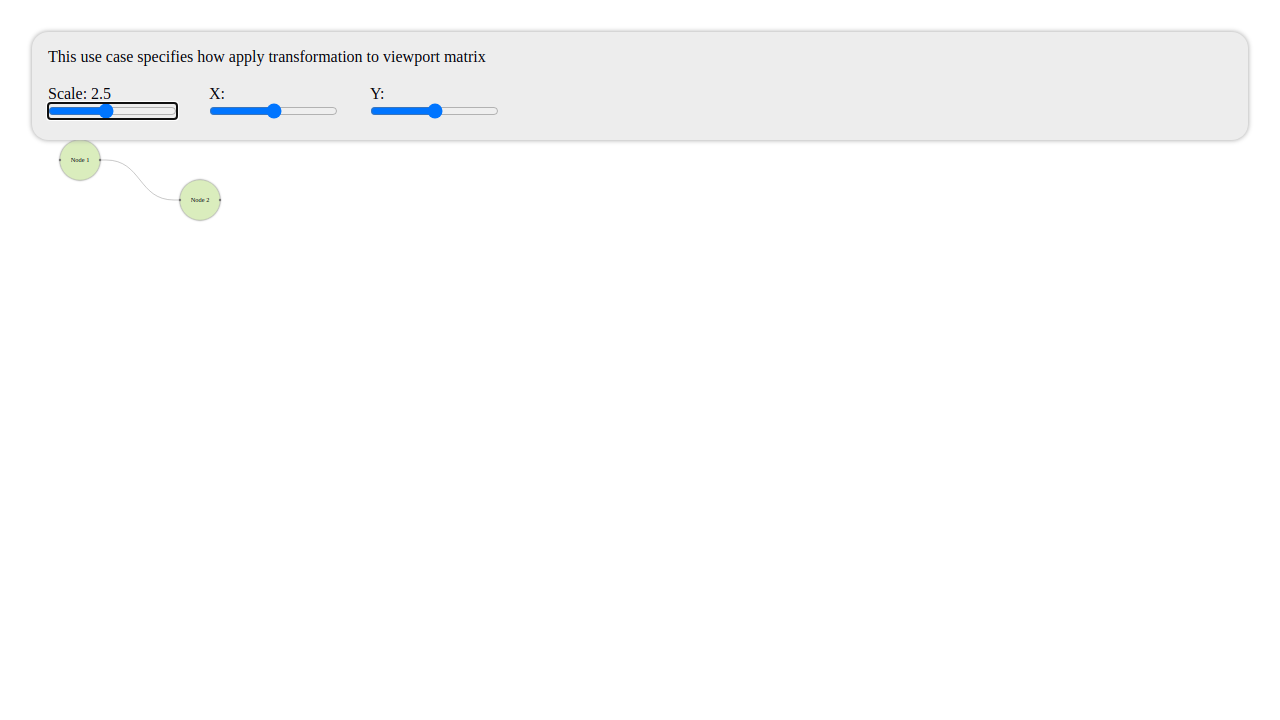 This use case specifies how apply transformation to viewport matrix
Scale: 2.5 X: Y:
Node 1
Node 2